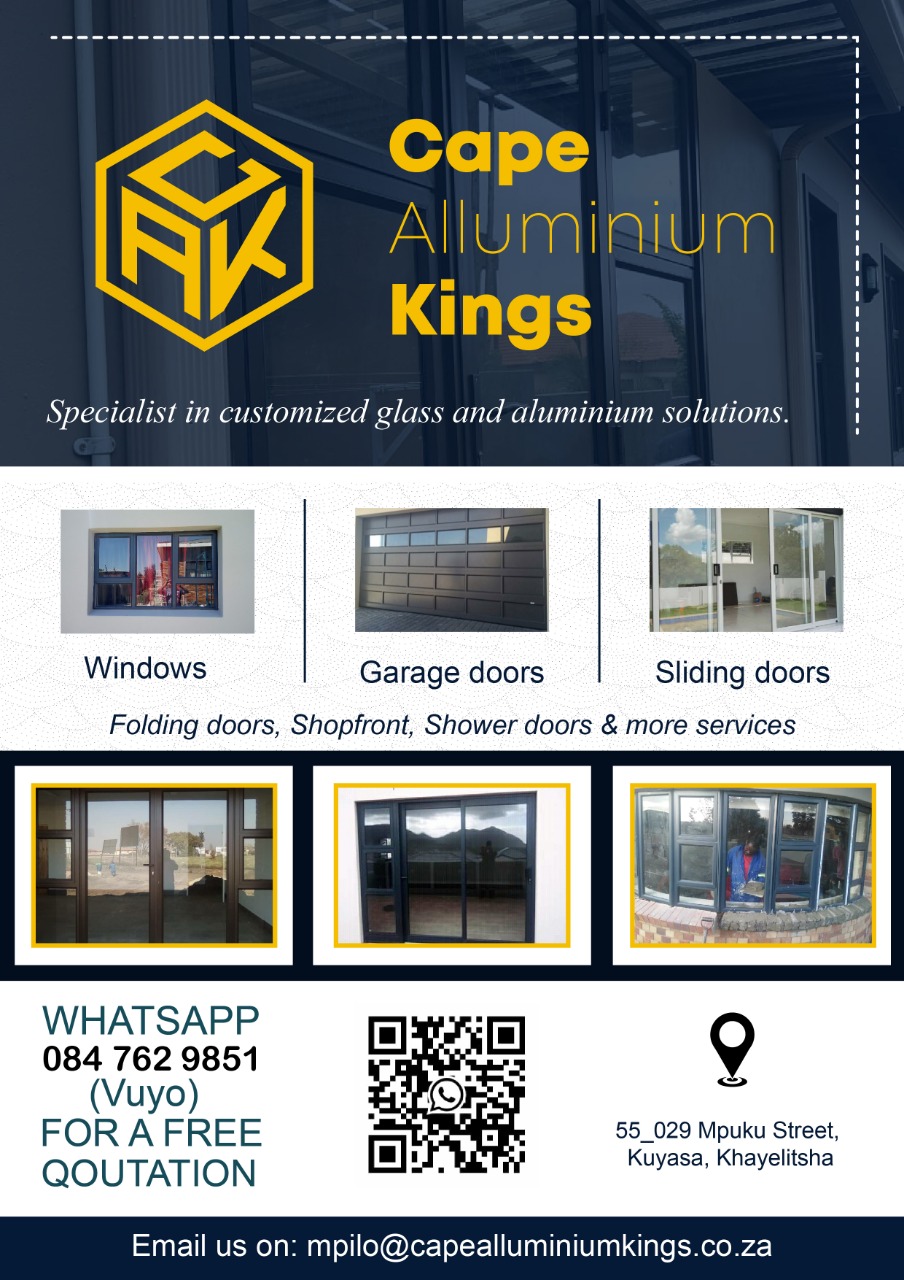 CAK
Cape
Alluminium
Kings
Specialist in customized glass and aluminium solutions.
Windows
Garage doors
Sliding doors
Folding doors, Shopfront, Shower doors & more services
WHATSAPP
084 762 9851
(Vuyo)
FOR A FREE
QOUTATION
55_029 Mpuku Street,
Kuyasa, Khayelitsha
Email us on: mpilo@capealluminiumkings.co.za